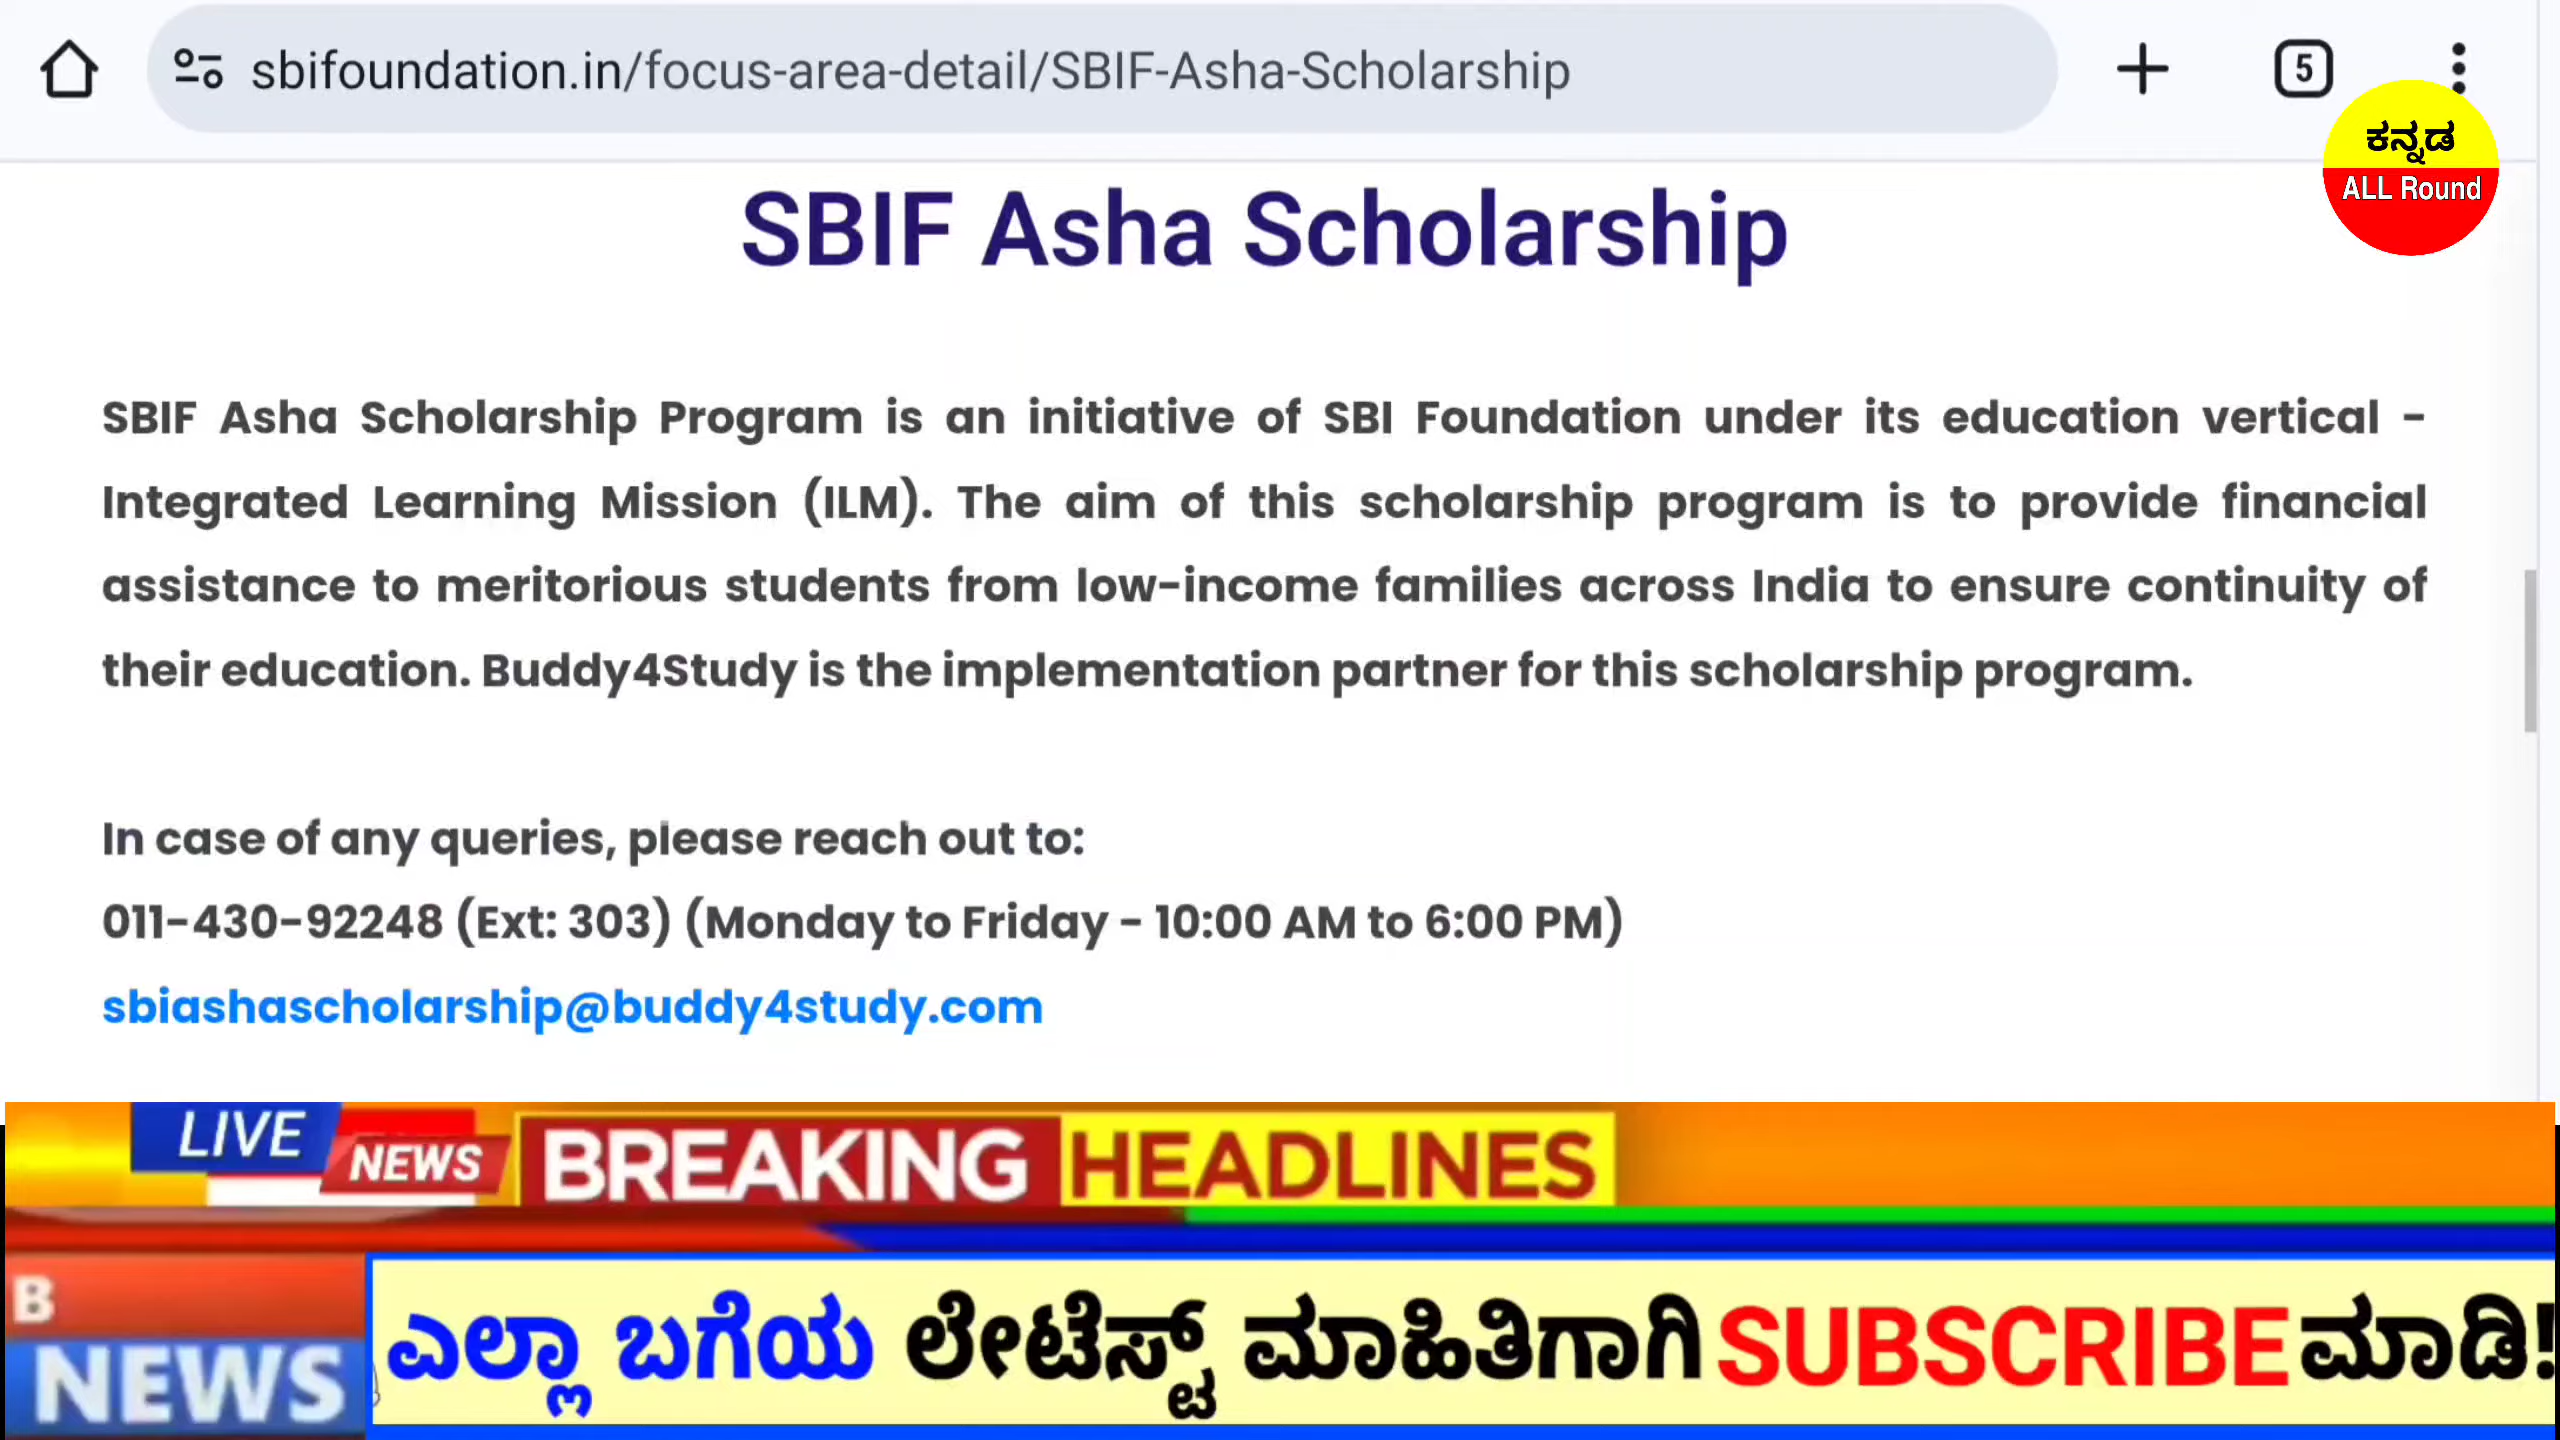 sbifoundation.in/focus-area-detail/SBIF-Asha-Scholarship
5
ಕನ್ನಡ
ALL Round
SBIF Asha Scholarship
SBIF Asha Scholarship Program is an initiative of SBI Foundation under its education vertical -
Integrated Learning Mission (ILM). The aim of this scholarship program is to provide financial
assistance to meritorious students from low-income families across India to ensure continuity of
their education. Buddy4Study is the implementation partner for this scholarship program.
In case of any queries, please reach out to:
011-430-92248 (Ext: 303) (Monday to Friday - 10:00 AM to 6:00 PM)
sbiashascholarship@buddy4study.com
LIVE
NEWS
BREAKING HEADLINES
B
NEWS
ಎಲ್ಲಾ ಬಗೆಯ ಲೇಟೆಸ್ಟ್ ಮಾಹಿತಿಗಾಗಿ SUBSCRIBE ಮಾಡಿ!